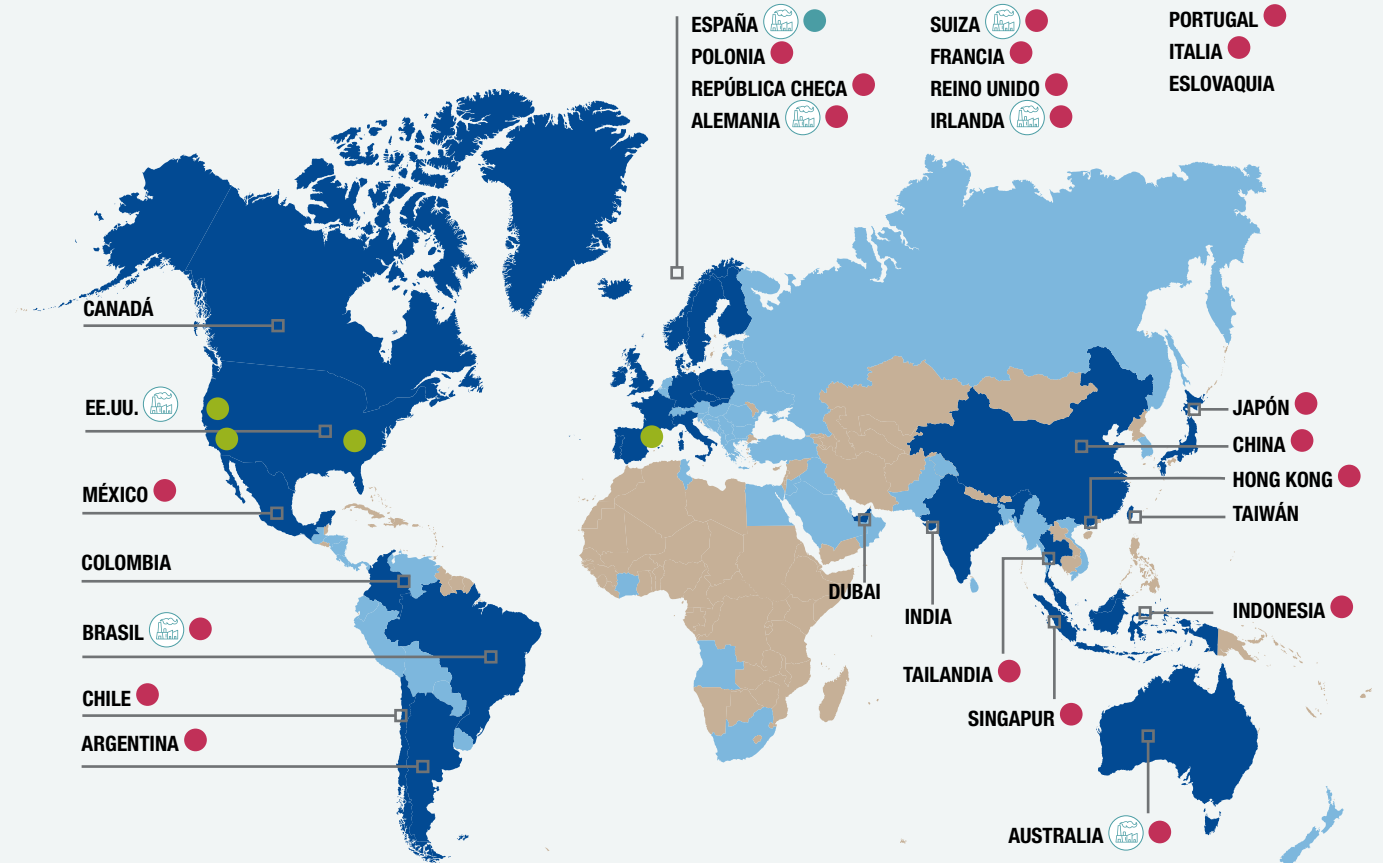 ESPAÑA
POLONIA
REPÚBLICA CHECA
ALEMANIA
SUIZA
FRANCIA
REINO UNIDO
IRLANDA
PORTUGAL
ITALIA
ESLOVAQUIA
CANADÁ
EE.UU.
MÉXICO
COLOMBIA
BRASIL
CHILE
ARGENTINA
DUBAI
INDIA
TAILANDIA
SINGAPUR
AUSTRALIA
JAPÓN
CHINA
HONG KONG
TAIWÁN
INDONESIA